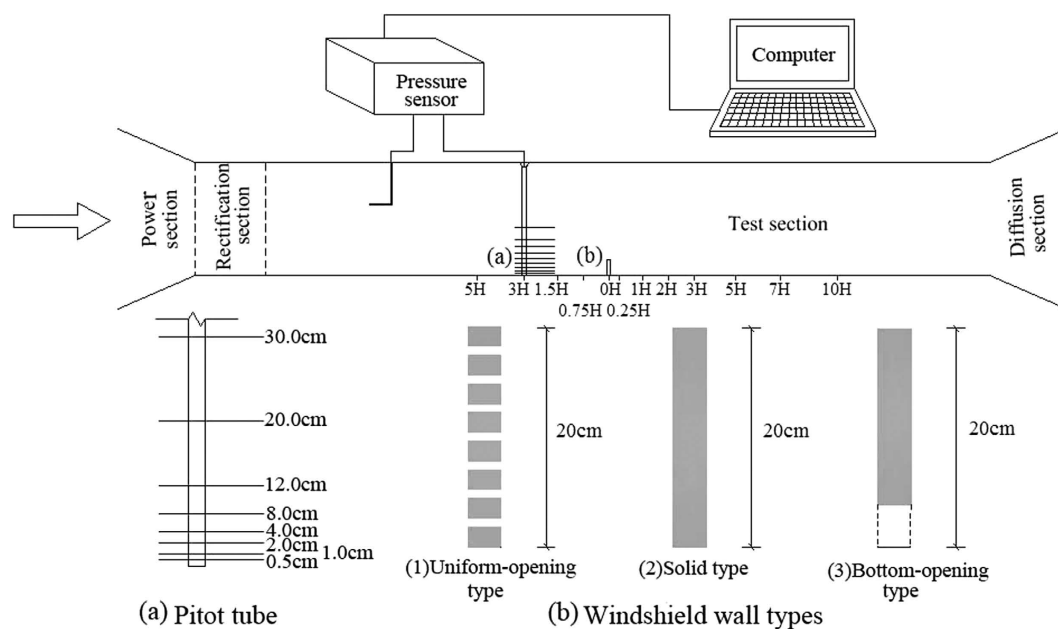 Computer
Pressure
sensor
Power
section
Rectification
section
Test section
Diffusion
section
(a)
(b)
5H 3H 1.5H 0H 1H 2H 3H 5H 7H 10H
0.75H 0.25H
30.0cm
20.0cm
12.0cm
8.0cm
4.0cm
2.0cm
1.0cm
0.5cm
20cm
20cm
20cm
(1)Uniform-opening
type
(2)Solid type
(3)Bottom-opening
type
(a) Pitot tube
(b) Windshield wall types